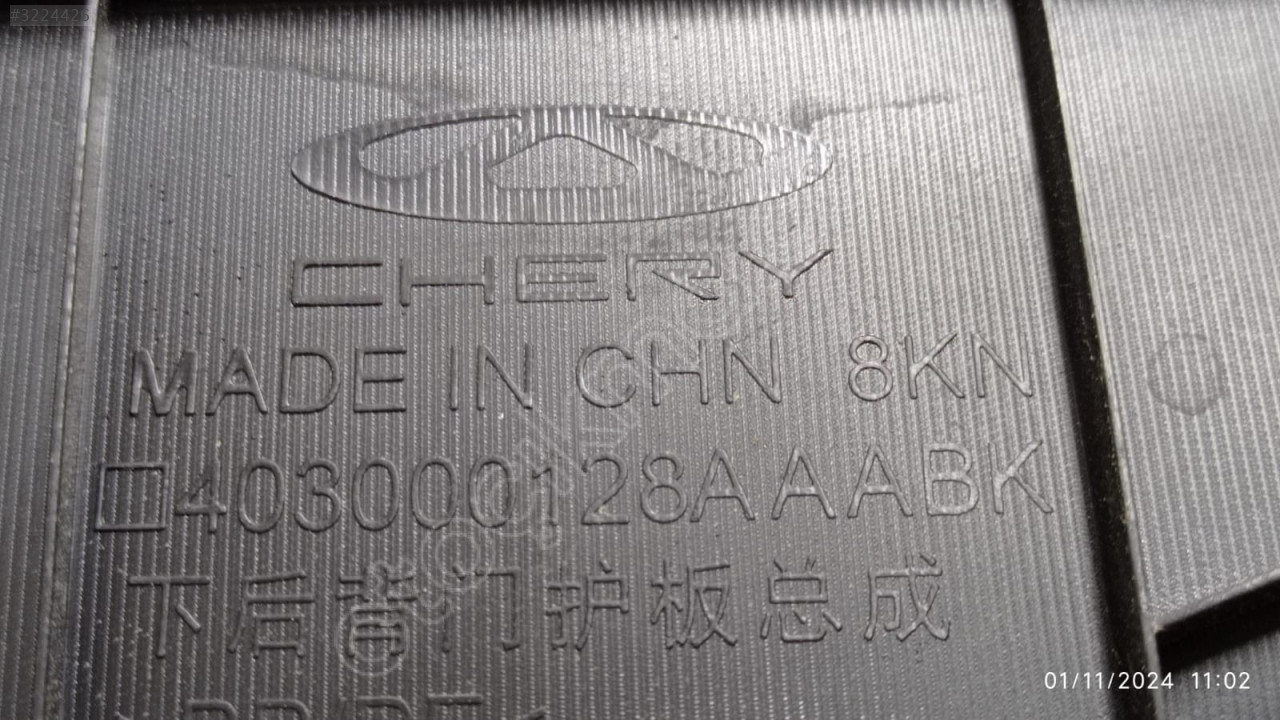 #3224425
CHERY
MADE IN CHN 8KN
□403000128AAABK
下后背门护板总成
01/11/2024 11:02